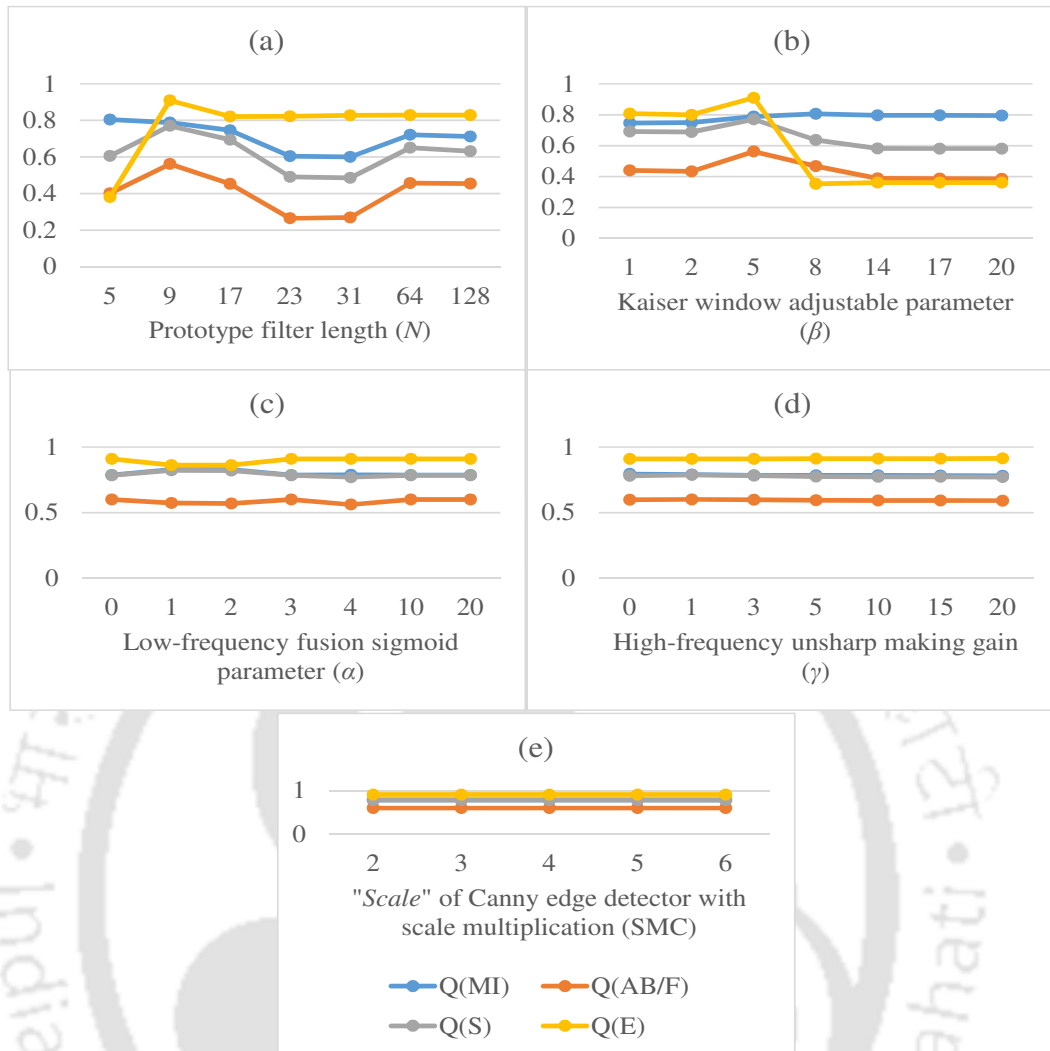 (a)
1
0.8
0.6
0.4
0.2
0
5 9 17 23 31 64 128
Prototype filter length (N)
(b)
1
0.8
0.6
0.4
0.2
0
1 2 5 8 14 17 20
Kaiser window adjustable parameter
(β)
(c)
1
0.5
0
0 1 2 3 4 10 20
Low-frequency fusion sigmoid
parameter (α)
(d)
1
0.5
0
0 1 3 5 10 15 20
High-frequency unsharp making gain
(γ)
(e)
1
0
2 3 4 5 6
"Scale" of Canny edge detector with
scale multiplication (SMC)
Q(MI) Q(AB/F)
Q(S) Q(E)